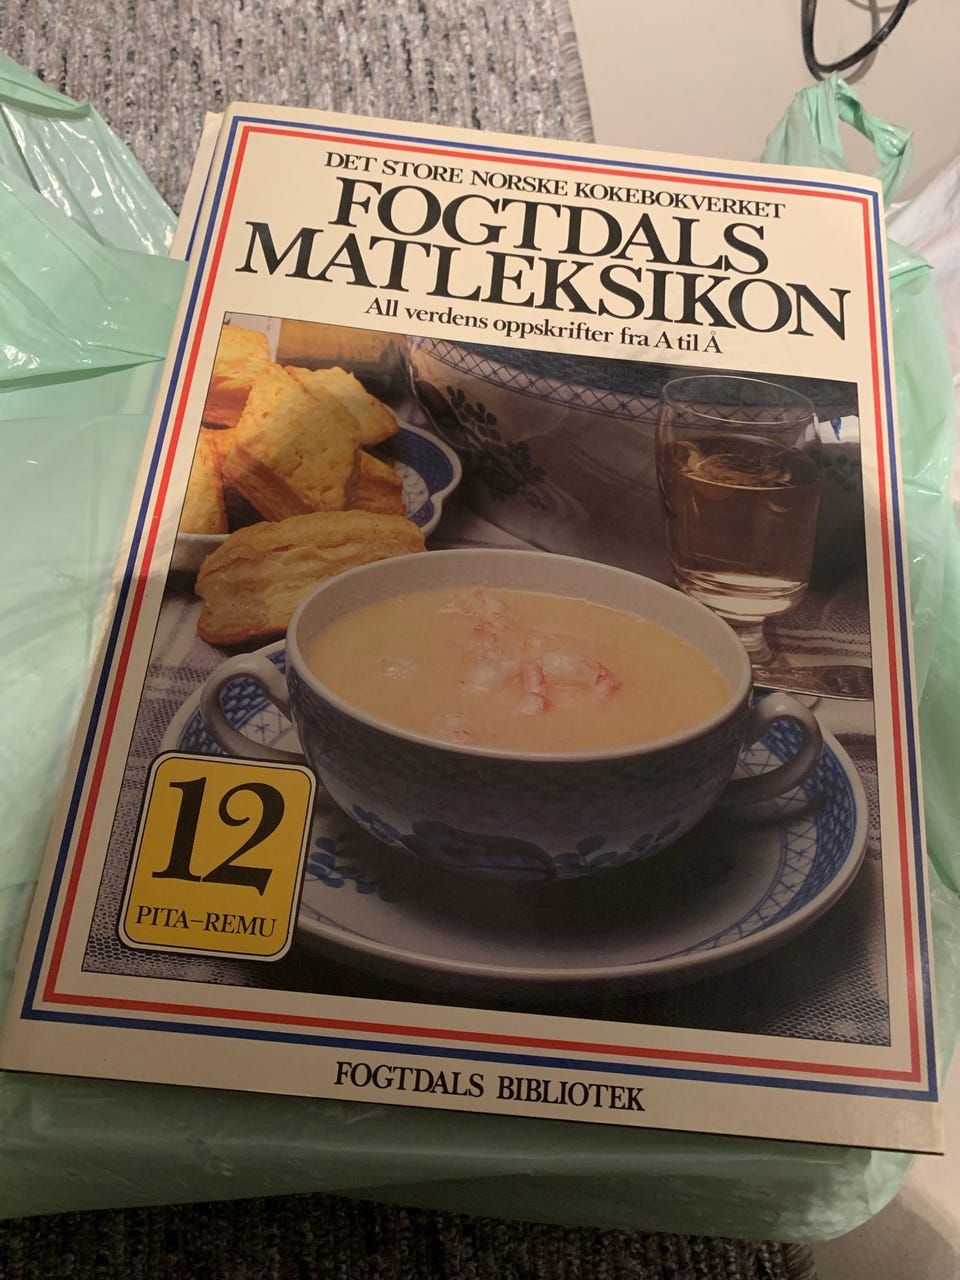 DET STORE NORSKE KOKEBOKVERKET
FOGTDALS
MATLEKSIKON
All verdens oppskrifter fra A til Å
12
PITA–REMU
FOGTDALS BIBLIOTEK